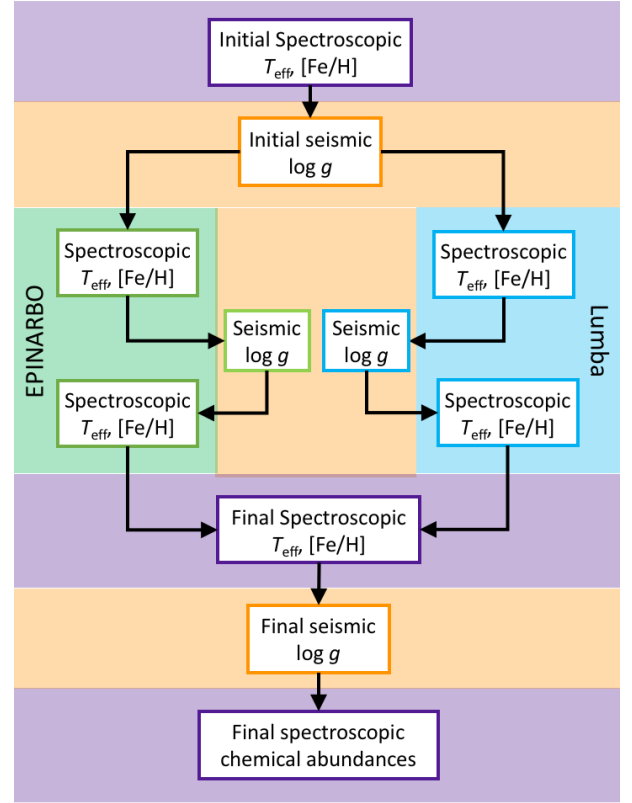 Initial Spectroscopic
Teff, [Fe/H]
Initial seismic
log g
Spectroscopic
Teff, [Fe/H]
Spectroscopic
Teff, [Fe/H]
EPINARBO
Lumba
Seismic
log g
Seismic
log g
Spectroscopic
Teff, [Fe/H]
Spectroscopic
Teff, [Fe/H]
Final Spectroscopic
Teff, [Fe/H]
Final seismic
log g
Final spectroscopic
chemical abundances